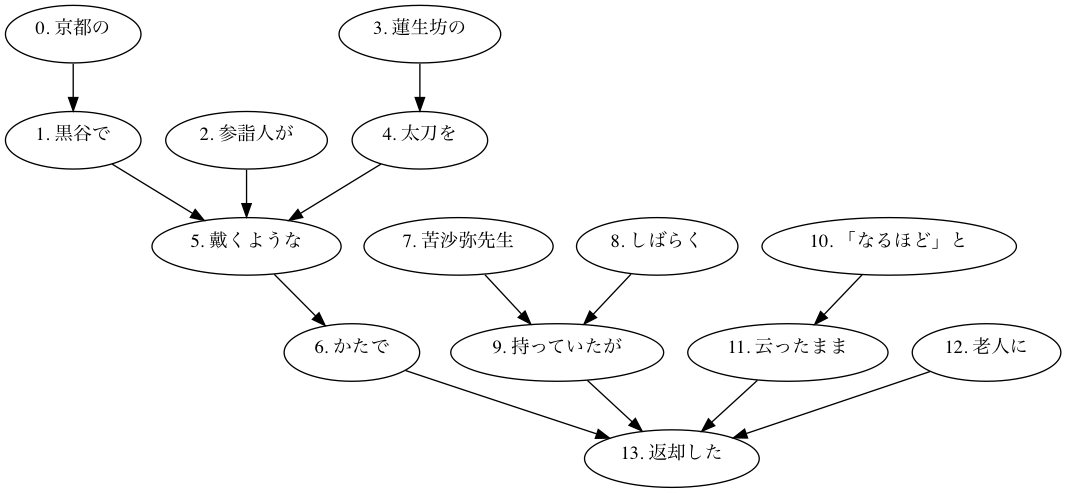 0. 京都の
3. 蓮生坊の
1. 黒谷で
2. 参詣人が
4. 太刀を
5. 戴くような
7. 苦沙弥先生
8. しばらく
10. 「なるほど」と
6. かたで
9. 持っていたが
11. 云ったまま
12. 老人に
13. 返却した